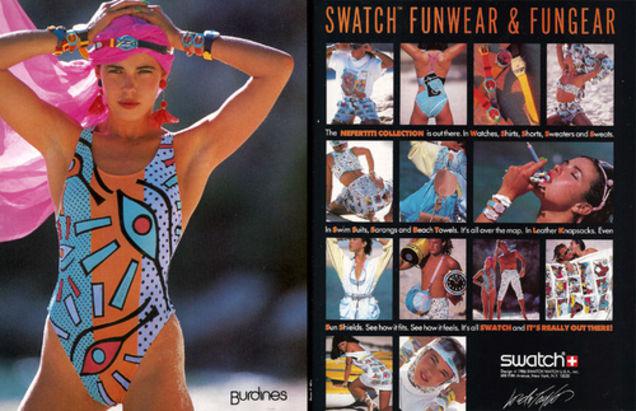 SWATCH™ FUNWEAR & FUNGEAR
The NEFERTITI COLLECTION is out there. In Watches, Shirts, Shorts, Sweaters and Sweats.
In Swim Suits, Sarongs and Beach Towels. It's all over the map. In Leather Knapsacks. Even
Sun Shields. See how it fits. See how it feels. It's all SWATCH and IT'S REALLY OUT THERE!
Burdines
swatch